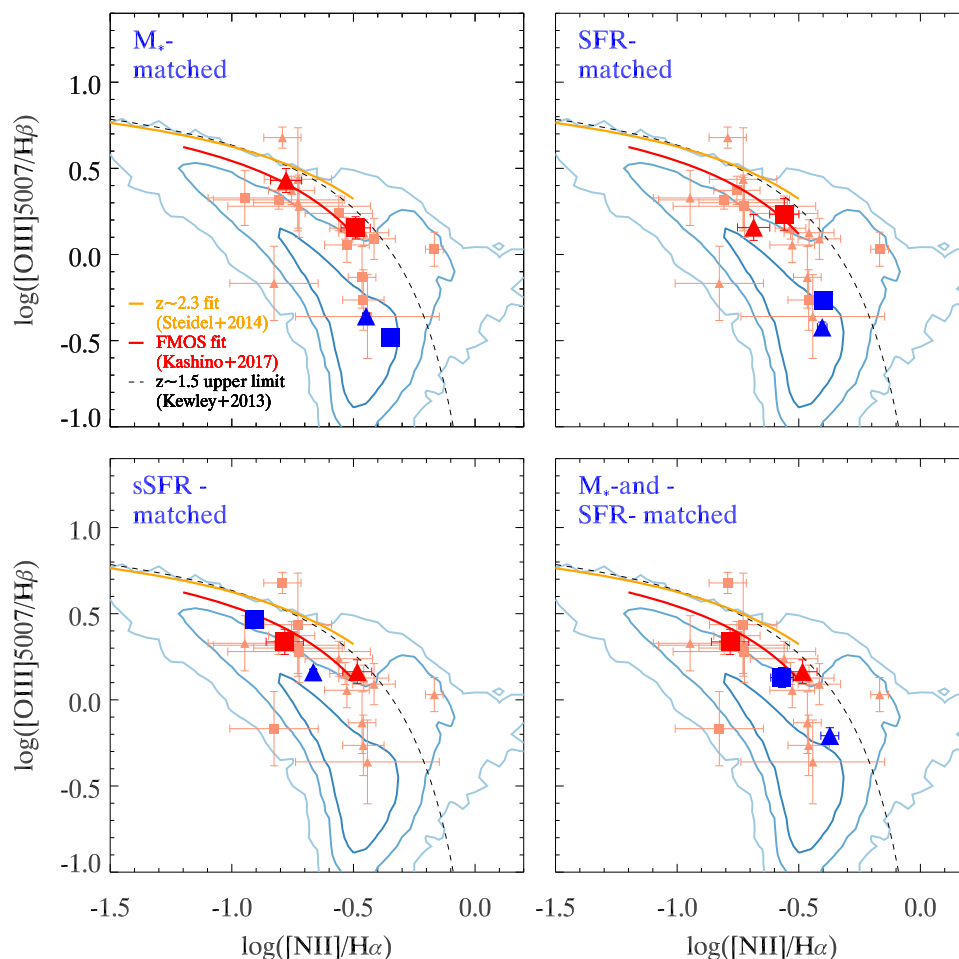 M*-
matched
SFR-
matched
1.0
0.5
0.0
-0.5
-1.0
log([OIII]5007/Hβ)
z~2.3 fit
(Steidel+2014)
FMOS fit
(Kashino+2017)
z~1.5 upper limit
(Kewley+2013)
sSFR -
matched
M*-and -
SFR- matched
1.0
0.5
0.0
-0.5
-1.0
log([OIII]5007/Hβ)
-1.5 -1.0 -0.5 0.0
-1.5 -1.0 -0.5 0.0
log([NII]/Hα)
log([NII]/Hα)